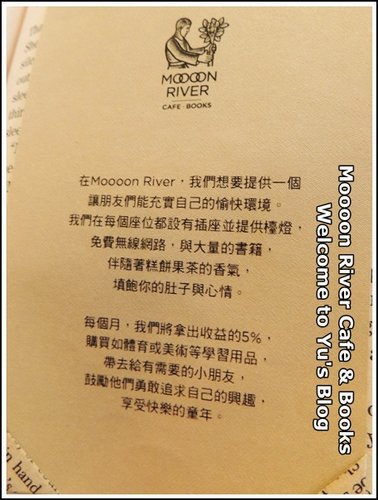 MOOOON
RIVER
CAFE · BOOKS
在Moooon River，我們想要提供一個
讓朋友們能充實自己的愉快環境。
我們在每個座位都設有插座並提供檯燈，
免費無線網路，與大量的書籍，
伴隨著糕餅果茶的香氣，
填飽你的肚子與心情。
每個月，我們將拿出收益的5%，
購買如體育或美術等學習用品，
帶去給有需要的小朋友，
鼓勵他們勇敢追求自己的興趣，
享受快樂的童年。
Moooon River Cafe & Books
Welcome to Yu's Blog